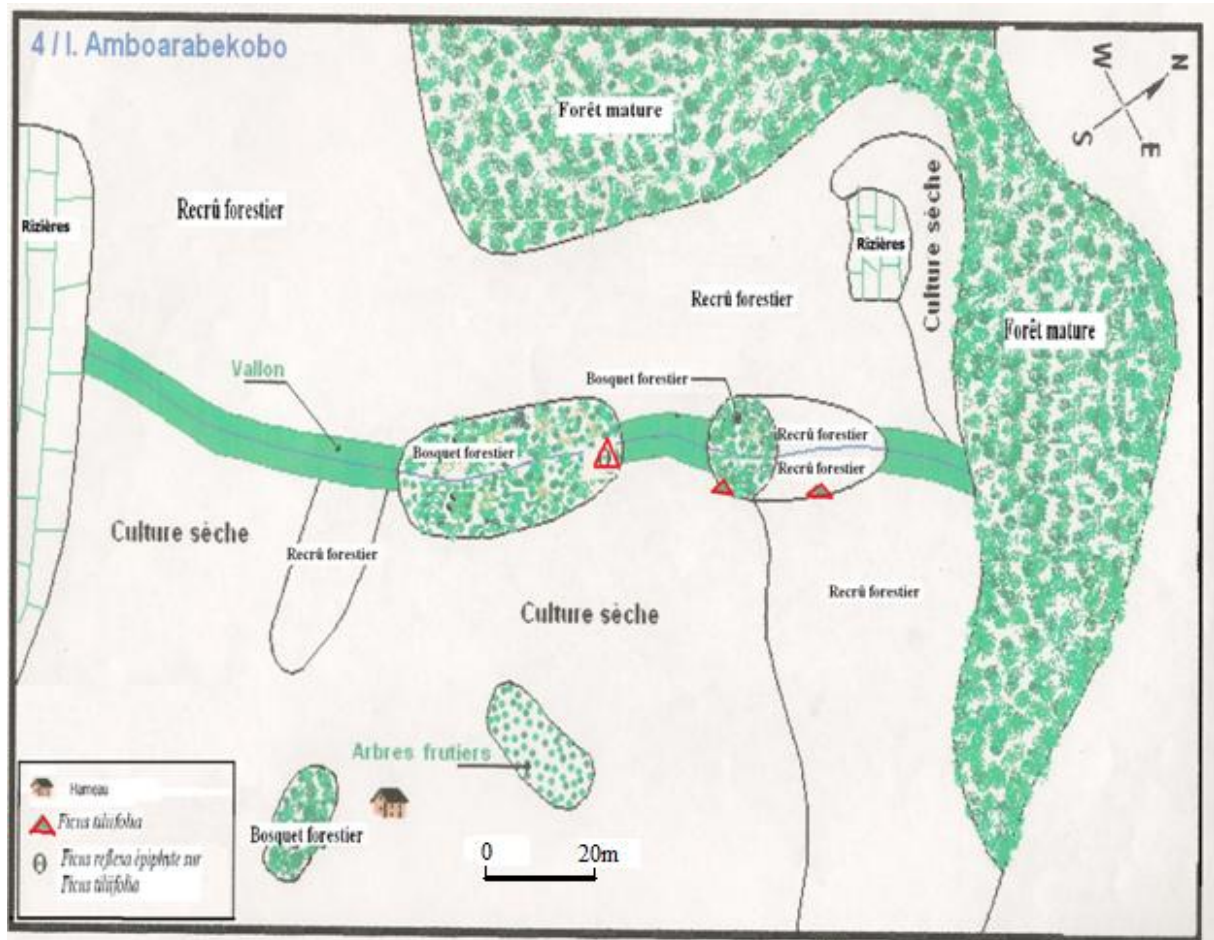 4 / I. Amboarabekobo
N
W
S
E
Forêt mature
Recrû forestier
Rizières
Rizières
Culture sèche
Recrû forestier
Forêt mature
Vallon
Bosquet forestier
Bosquet forestier
Recrû forestier
Recrû forestier
Culture sèche
Recrû forestier
Recrû forestier
Culture sèche
Arbres frutiers
Bosquet forestier
0 20m
Hameau
Ficus tiliifolia
Ficus reflexa épiphyte sur
Ficus tiliifolia